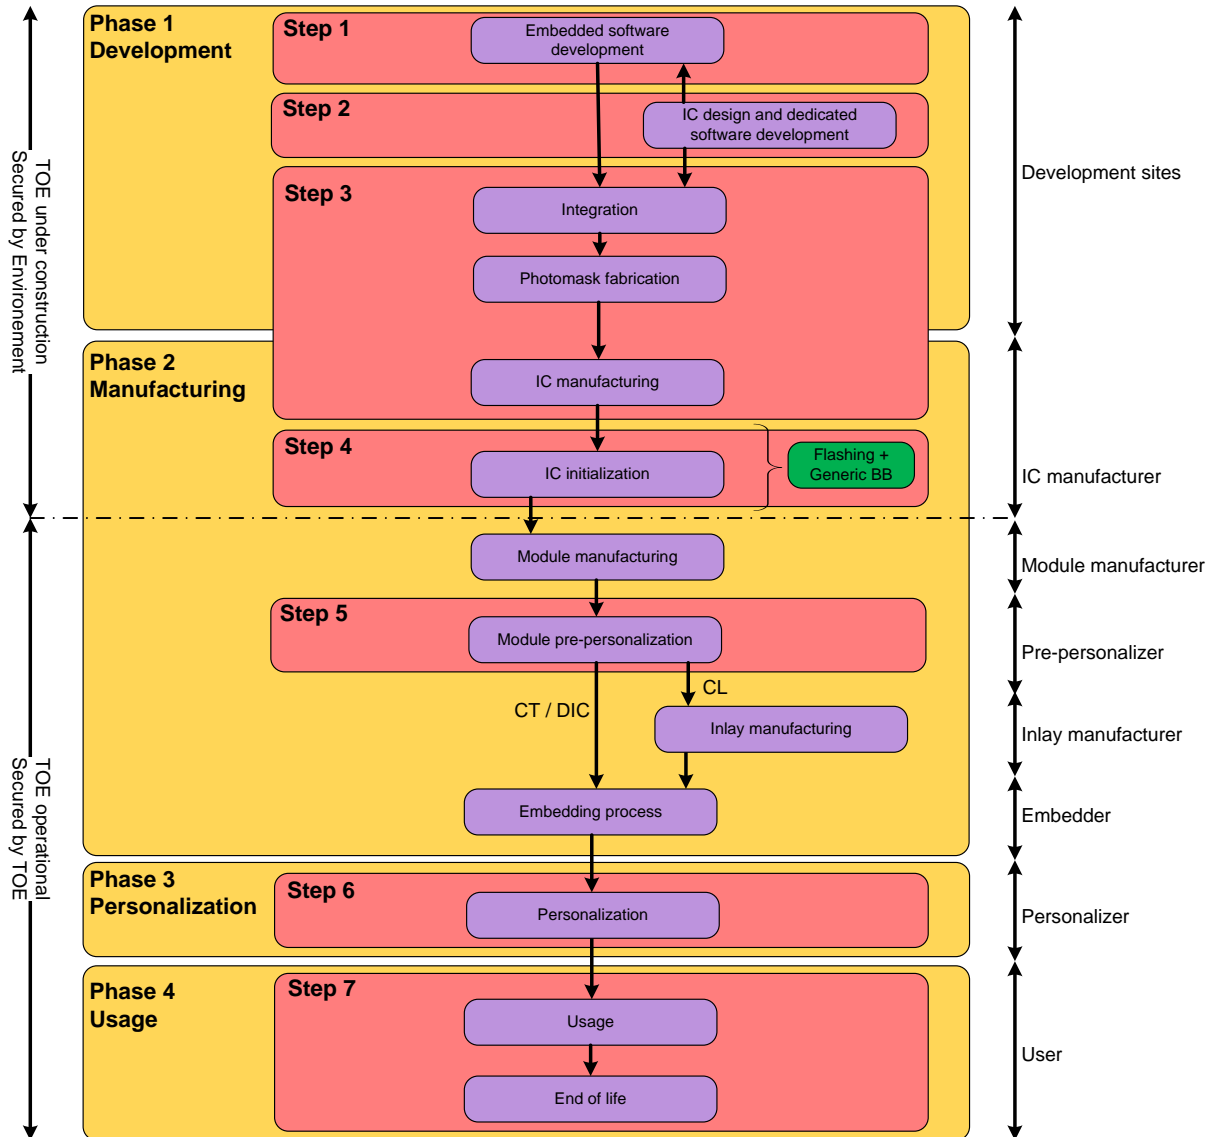 Phase 1
Development
Step 1
Embedded software
development
Step 2
IC design and dedicated
software development
Step 3
Integration
Photomask fabrication
Development sites
TOE under construction
Secured by Environement
Phase 2
Manufacturing
IC manufacturing
Step 4
IC initialization
Flashing +
Generic BB
IC manufacturer
Module manufacturing
Module manufacturer
Step 5
Module pre-personalization
Pre-personalizer
CL
CT / DIC
Inlay manufacturing
Inlay manufacturer
Embedding process
Embedder
TOE operational
Secured by TOE
Phase 3
Personalization
Step 6
Personalization
Personalizer
Phase 4
Usage
Step 7
Usage
End of life
User